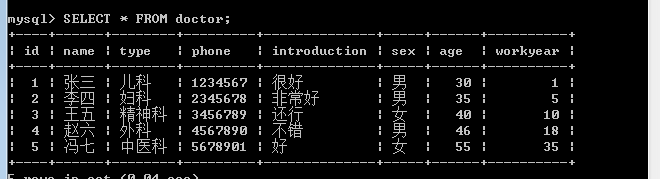 mysql> SELECT * FROM doctor;
+----+------+--------+---------+--------------+-----+-----+----------+
| id | name | type | phone | introduction | sex | age | workyear |
+----+------+--------+---------+--------------+-----+-----+----------+
| 1 | 张三 | 儿科 | 1234567 | 很好 | 男 | 30 | 1 |
| 2 | 李四 | 妇科 | 2345678 | 非常好 | 男 | 35 | 5 |
| 3 | 王五 | 精神科 | 3456789 | 还行 | 女 | 40 | 10 |
| 4 | 赵六 | 外科 | 4567890 | 不错 | 男 | 46 | 18 |
| 5 | 冯七 | 中医科 | 5678901 | 好 | 女 | 55 | 35 |
+----+------+--------+---------+--------------+-----+-----+----------+
5 rows in set (0.04 sec)